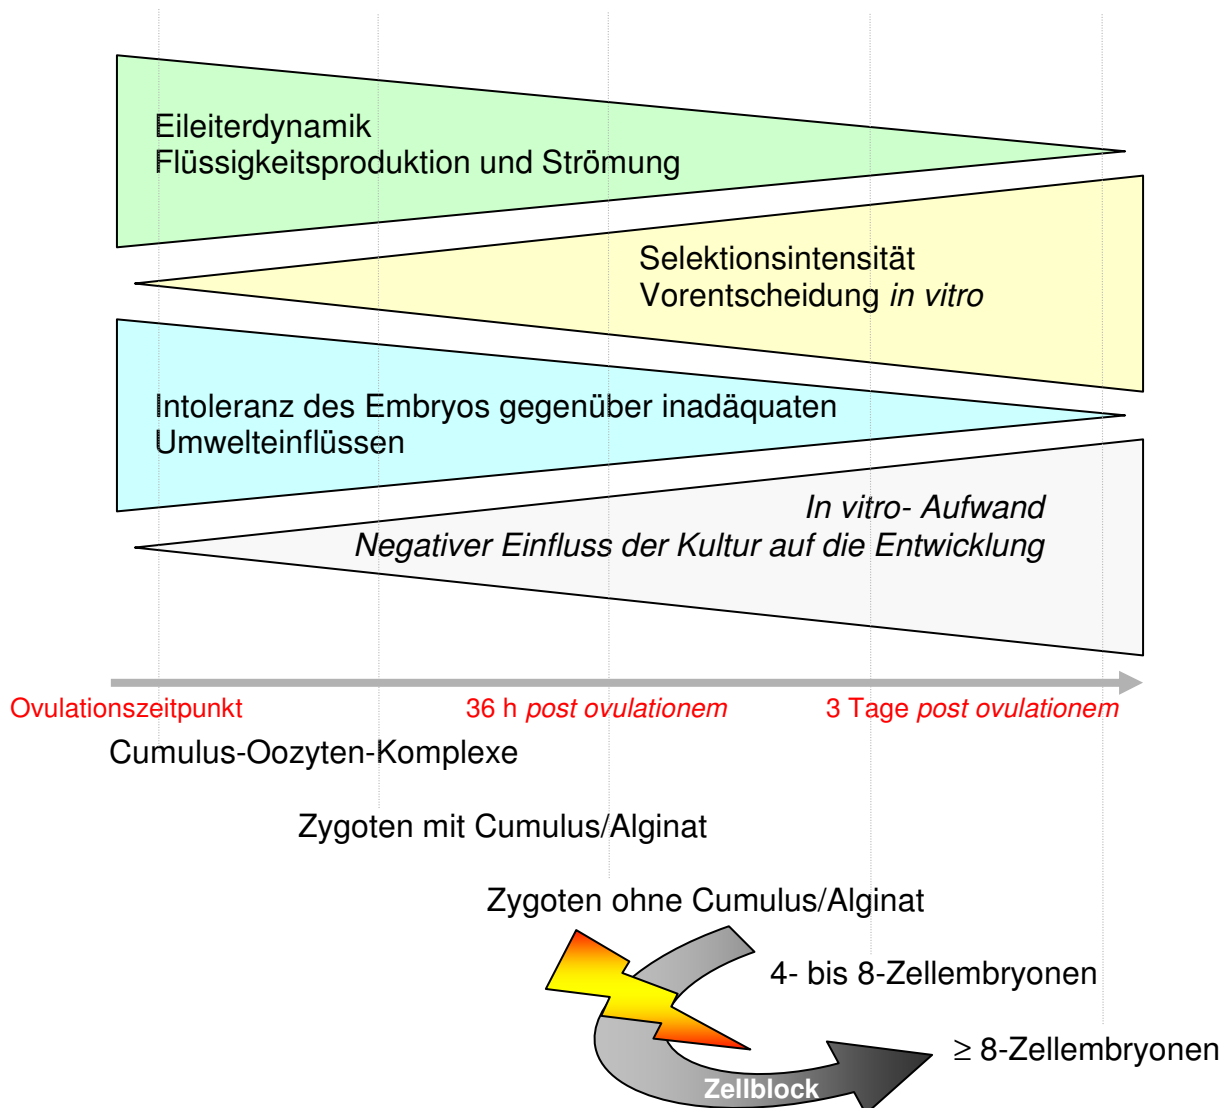 Eileiterdynamik
Flüssigkeitsproduktion und Strömung
Selektionsintensität
Vorentscheidung in vitro
Intoleranz des Embryos gegenüber inadäquaten
Umwelteinflüssen
In vitro- Aufwand
Negativer Einfluss der Kultur auf die Entwicklung
Ovulationszeitpunkt 36 h post ovulationem 3 Tage post ovulationem
Cumulus-Oozyten-Komplexe
Zygoten mit Cumulus/Alginat
Zygoten ohne Cumulus/Alginat
4- bis 8-Zellembryonen
≥ 8-Zellembryonen
Zellblock